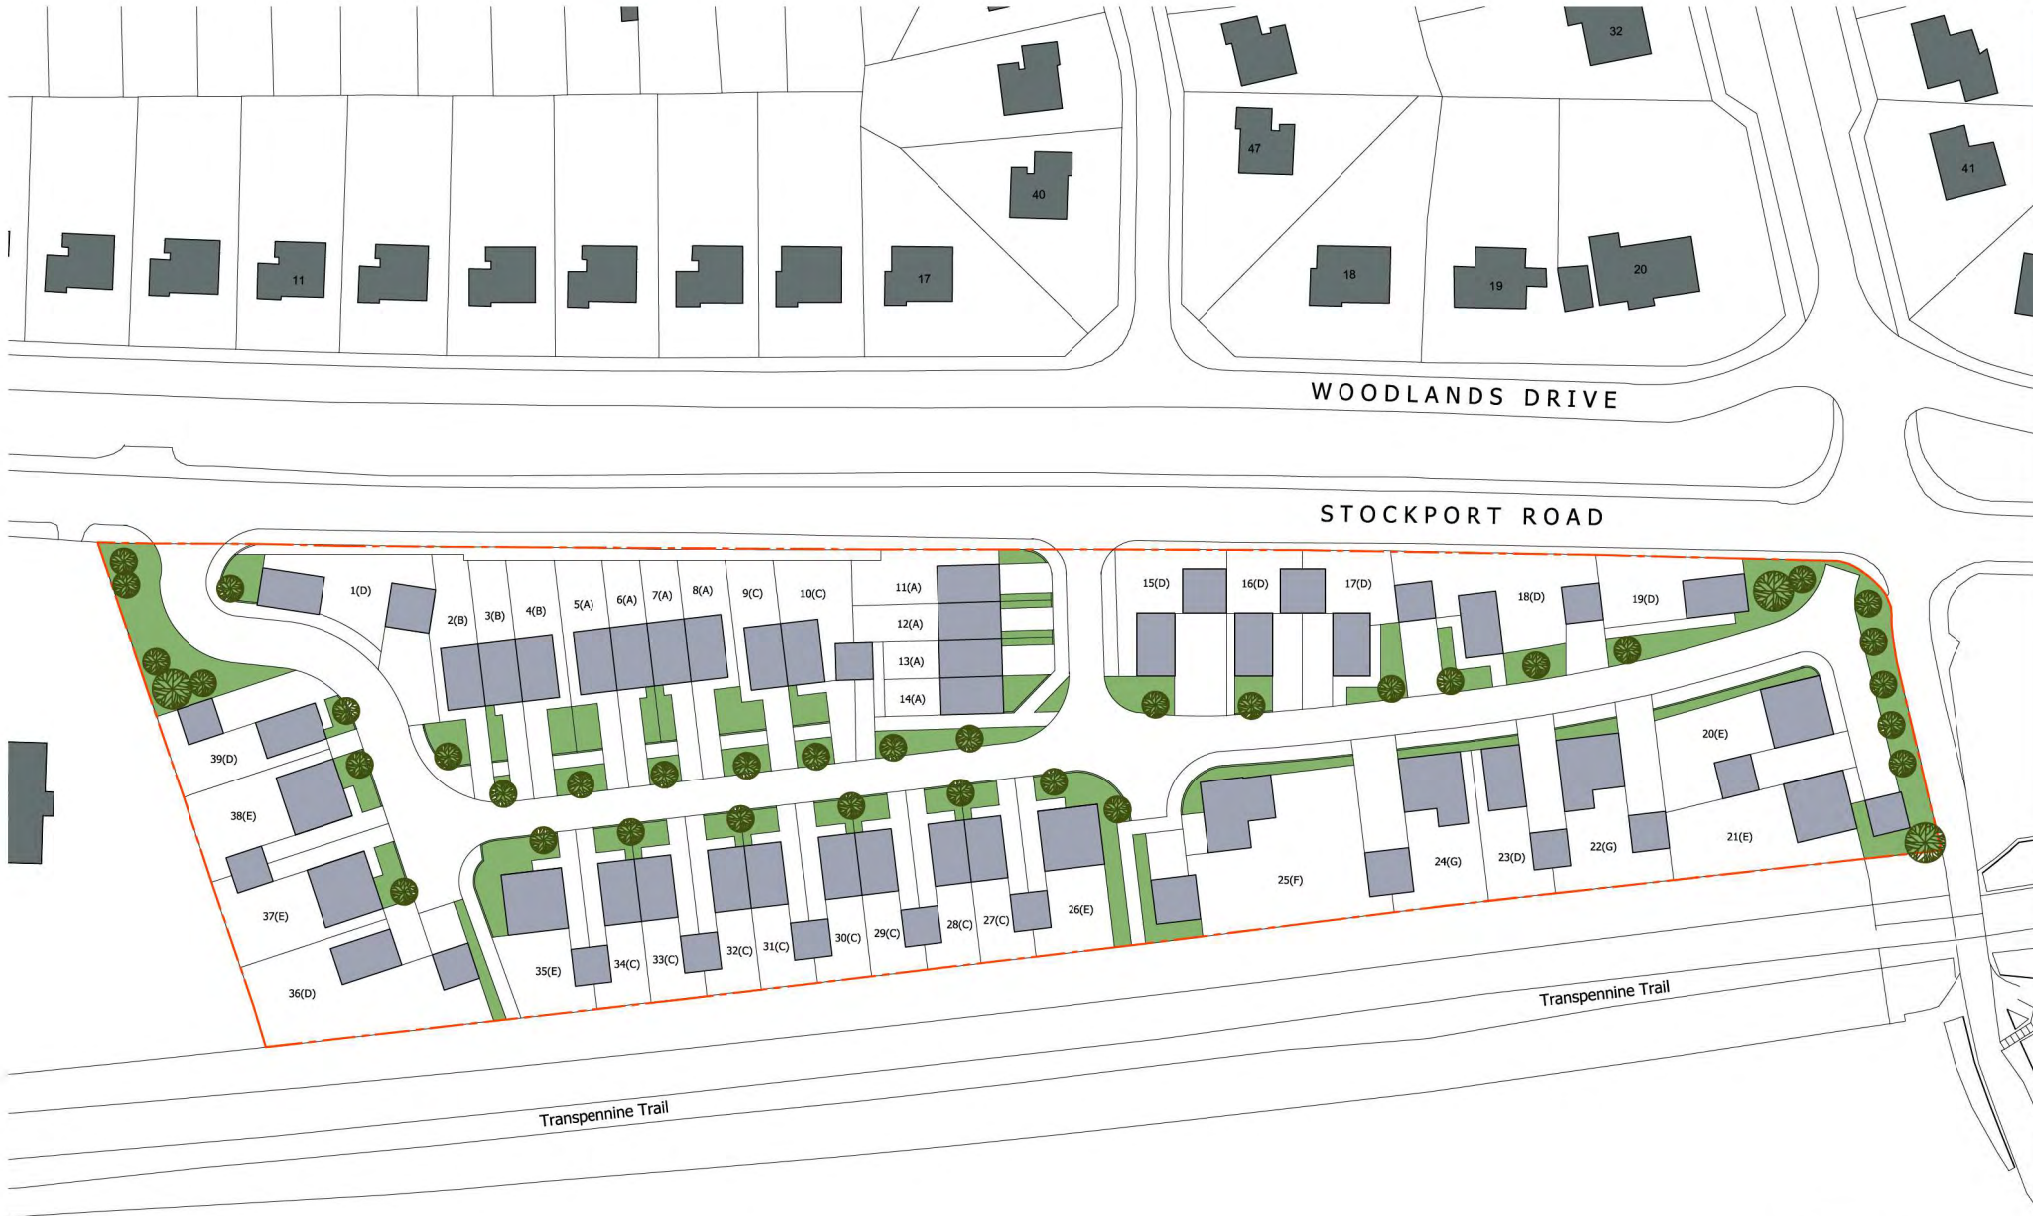 32
47
41
40
11
17
18
19
20
WOODLANDS DRIVE
STOCKPORT ROAD
1(D)
2(B)
3(B)
4(B)
5(A)
6(A)
7(A)
8(A)
9(C)
10(C)
11(A)
12(A)
13(A)
14(A)
15(D)
16(D)
17(D)
18(D)
19(D)
20(E)
21(E)
22(G)
23(D)
24(G)
25(F)
26(E)
27(C)
28(C)
29(C)
30(C)
31(C)
32(C)
33(C)
34(C)
35(E)
36(D)
37(E)
38(E)
39(D)
Transpennine Trail
Transpennine Trail